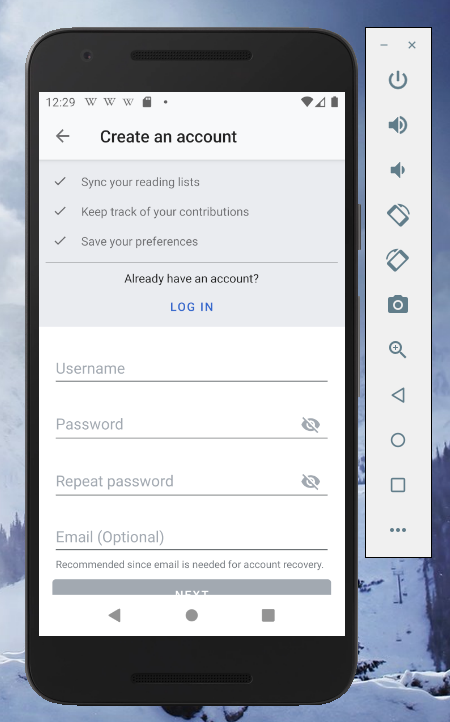 12:29 W W W
Create an account
Sync your reading lists
Keep track of your contributions
Save your preferences
Already have an account?
LOG IN
Username
Password
Repeat password
Email (Optional)
Recommended since email is needed for account recovery.
NEXT